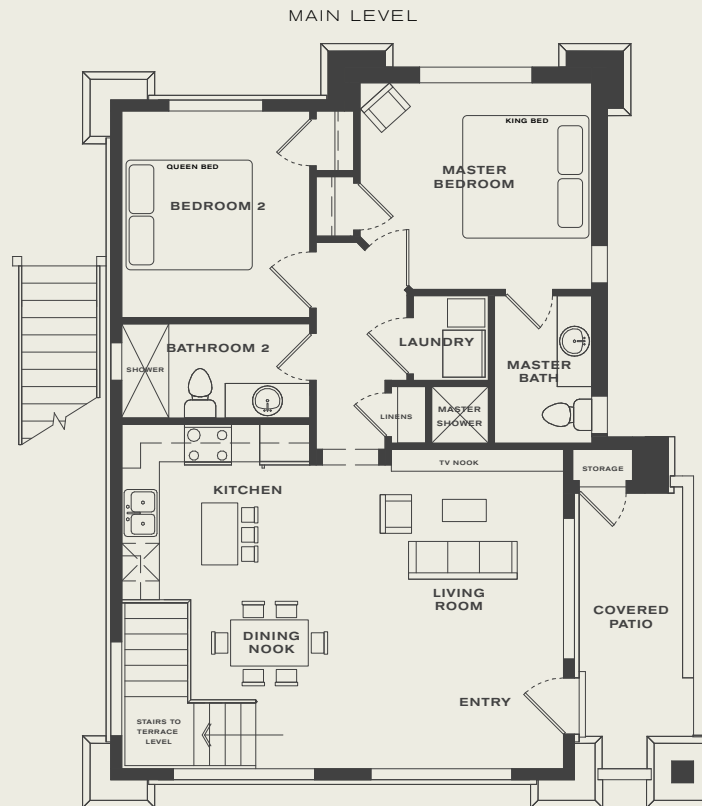 MAIN LEVEL
KING BED
QUEEN BED
MASTER
BEDROOM
BEDROOM 2
BATHROOM 2
SHOWER
LAUNDRY
MASTER
BATH
LINENS
MASTER
SHOWER
TV NOOK
STORAGE
KITCHEN
LIVING
ROOM
COVERED
PATIO
DINING
NOOK
ENTRY
STAIRS TO
TERRACE
LEVEL